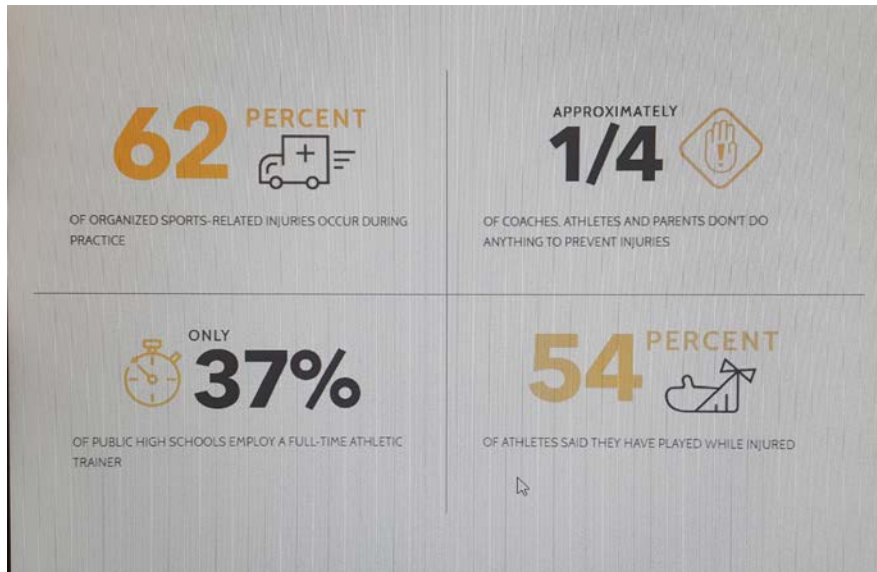 62 PERCENT
OF ORGANIZED SPORTS-RELATED INJURIES OCCUR DURING
PRACTICE
APPROXIMATELY
1/4
OF COACHES, ATHLETES AND PARENTS DON'T DO
ANYTHING TO PREVENT INJURIES
ONLY
37%
OF PUBLIC HIGH SCHOOLS EMPLOY A FULL-TIME ATHLETIC
TRAINER
54 PERCENT
OF ATHLETES SAID THEY HAVE PLAYED WHILE INJURED